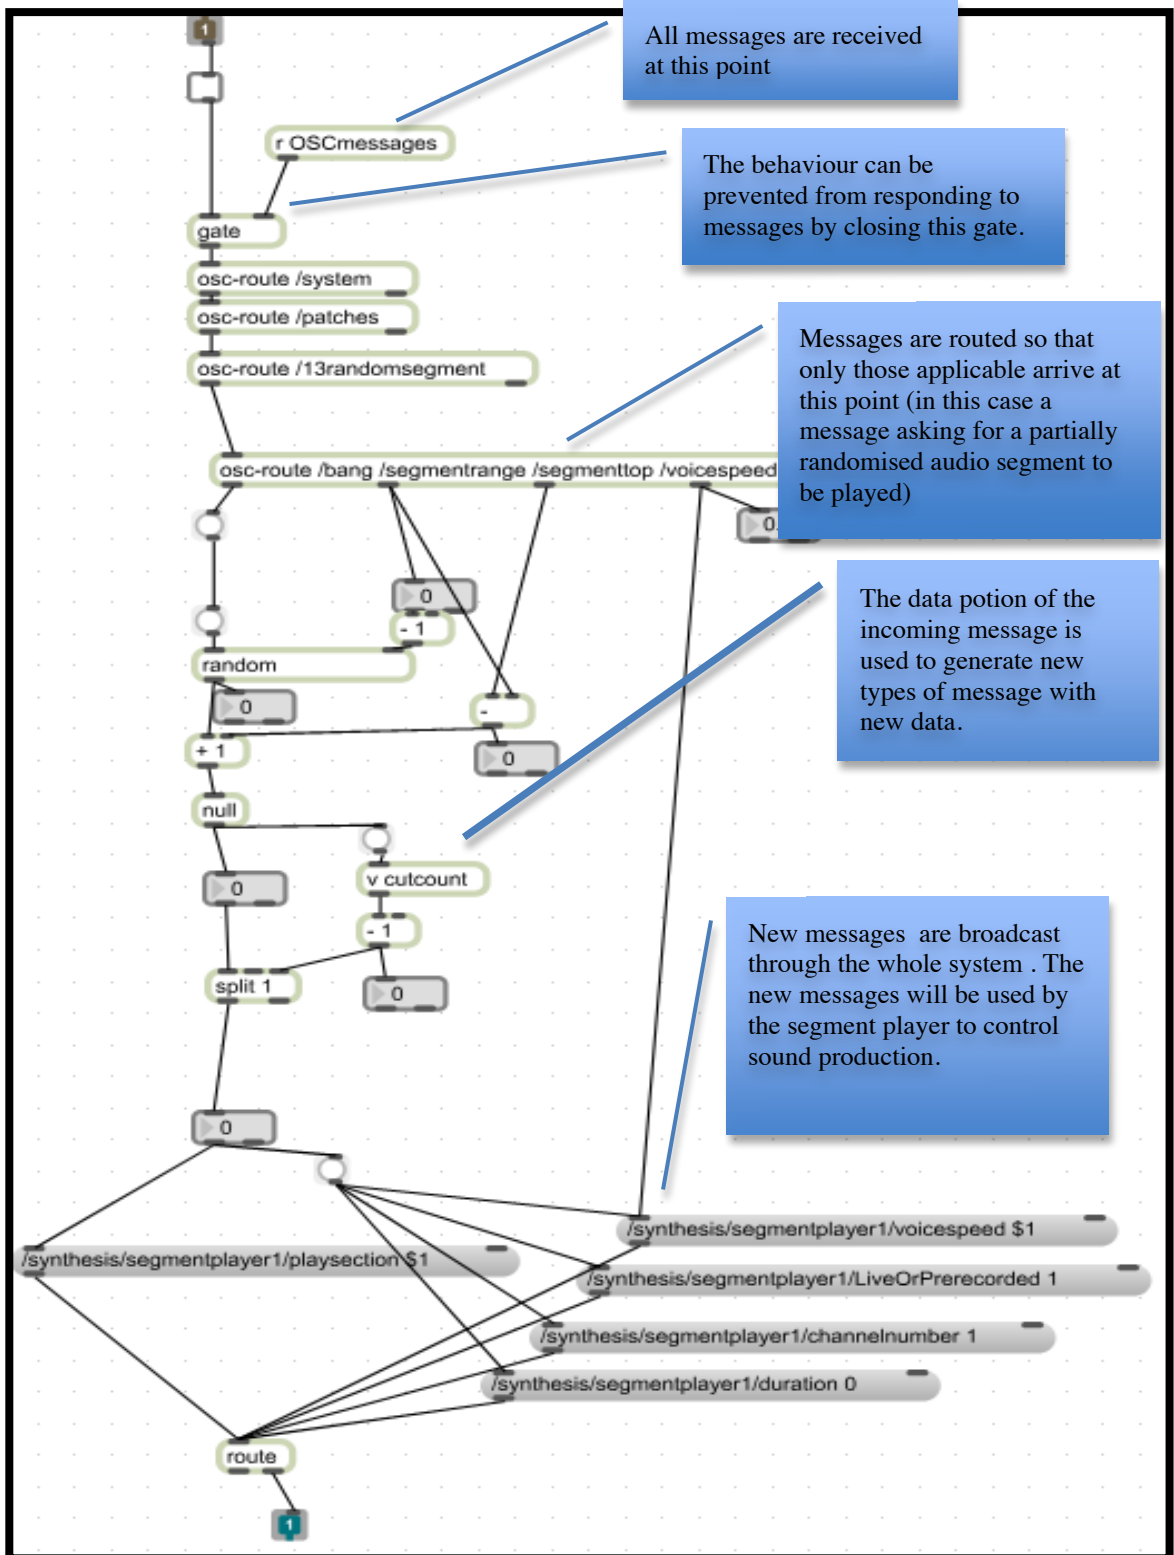 1
All messages are received
at this point
r OSCmessages
The behaviour can be
prevented from responding to
messages by closing this gate.
gate
osc-route /system
osc-route /patches
osc-route /13randomsegment
Messages are routed so that
only those applicable arrive at
this point (in this case a
message asking for a partially
randomised audio segment to
be played)
osc-route /bang /segmentrange /segmenttop /voicespeed
0.
0
- 1
The data potion of the
incoming message is
used to generate new
types of message with
new data.
random
0
-
+ 1
0
null
v cutcount
0
- 1
split 1
0
New messages are broadcast
through the whole system . The
new messages will be used by
the segment player to control
sound production.
0
/synthesis/segmentplayer1/voicespeed $1
/synthesis/segmentplayer1/playsection $1
/synthesis/segmentplayer1/LiveOrPrerecorded 1
/synthesis/segmentplayer1/channelnumber 1
/synthesis/segmentplayer1/duration 0
route
1